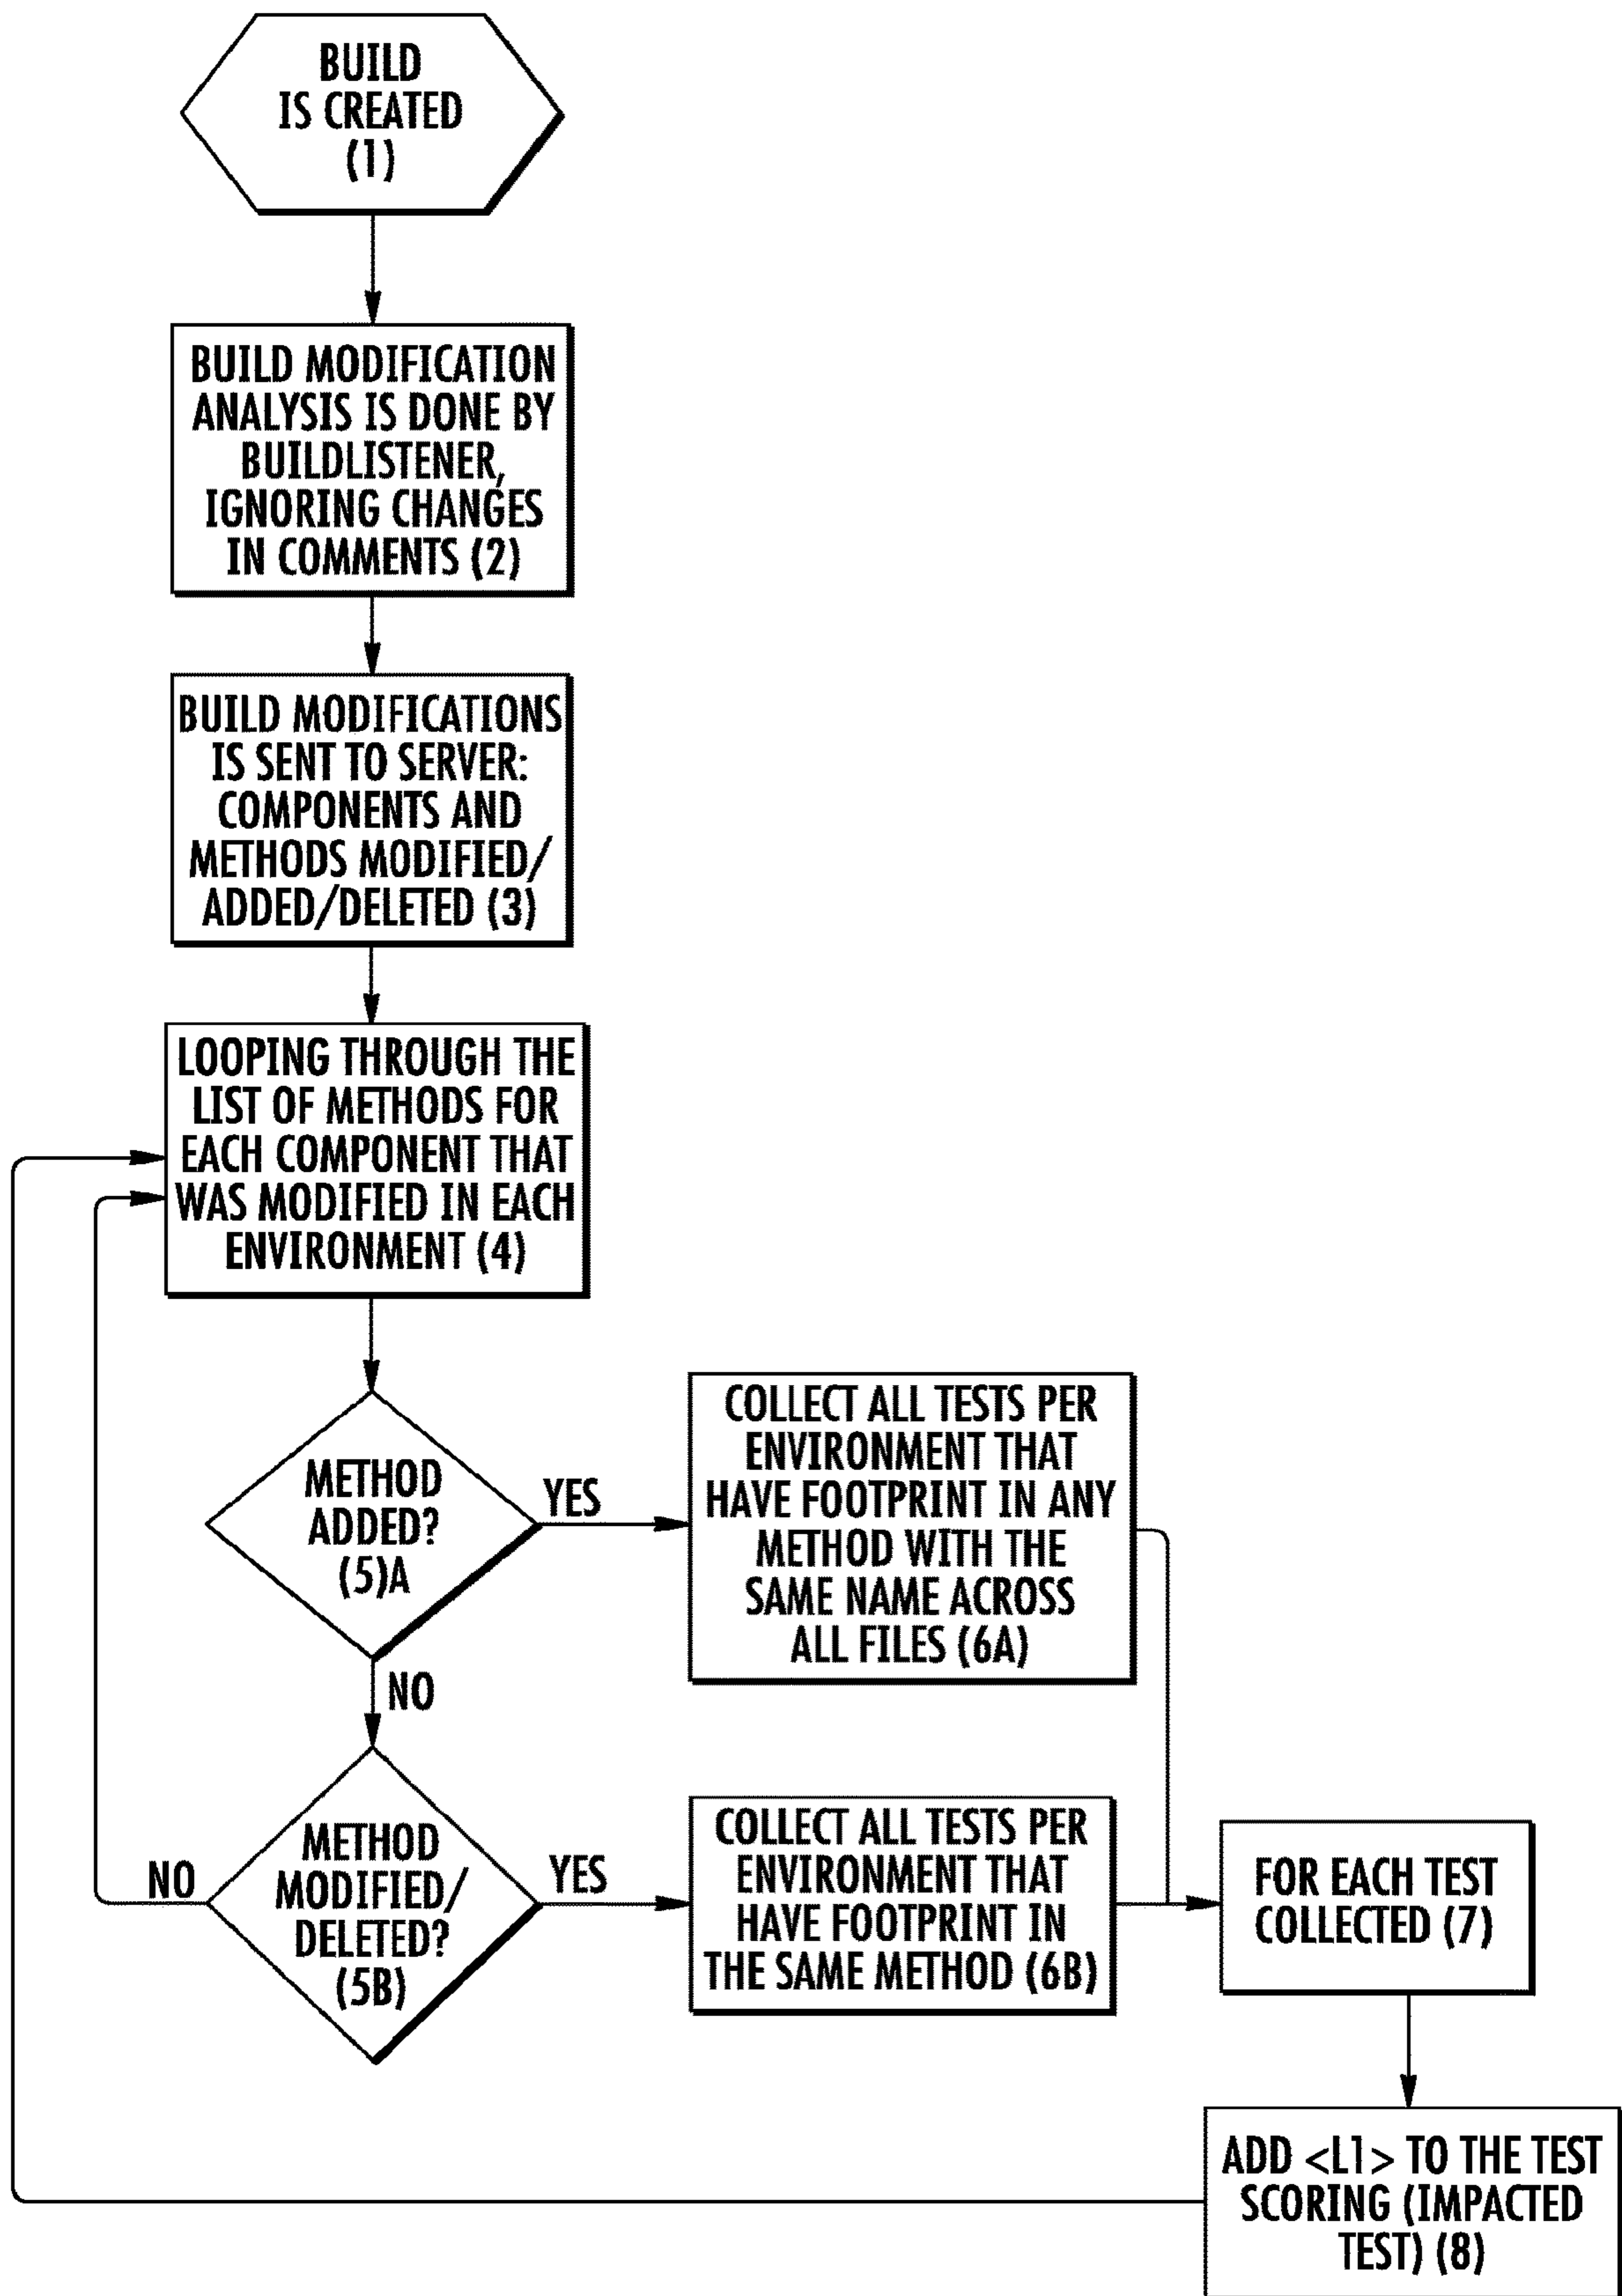 BUILD
IS CREATED
(1)
BUILD MODIFICATION
ANALYSIS IS DONE BY
BUILDLISTENER,
IGNORING CHANGES
IN COMMENTS (2)
BUILD MODIFICATIONS
IS SENT TO SERVER:
COMPONENTS AND
METHODS MODIFIED/
ADDED/DELETED (3)
LOOPING THROUGH THE
LIST OF METHODS FOR
EACH COMPONENT THAT
WAS MODIFIED IN EACH
ENVIRONMENT (4)
METHOD
ADDED?
(5)A
YES
COLLECT ALL TESTS PER
ENVIRONMENT THAT
HAVE FOOTPRINT IN ANY
METHOD WITH THE
SAME NAME ACROSS
ALL FILES (6A)
NO
METHOD
MODIFIED/
DELETED?
(5B)
NO
YES
COLLECT ALL TESTS PER
ENVIRONMENT THAT
HAVE FOOTPRINT IN
THE SAME METHOD (6B)
FOR EACH TEST
COLLECTED (7)
ADD <L1> TO THE TEST
SCORING (IMPACTED
TEST) (8)